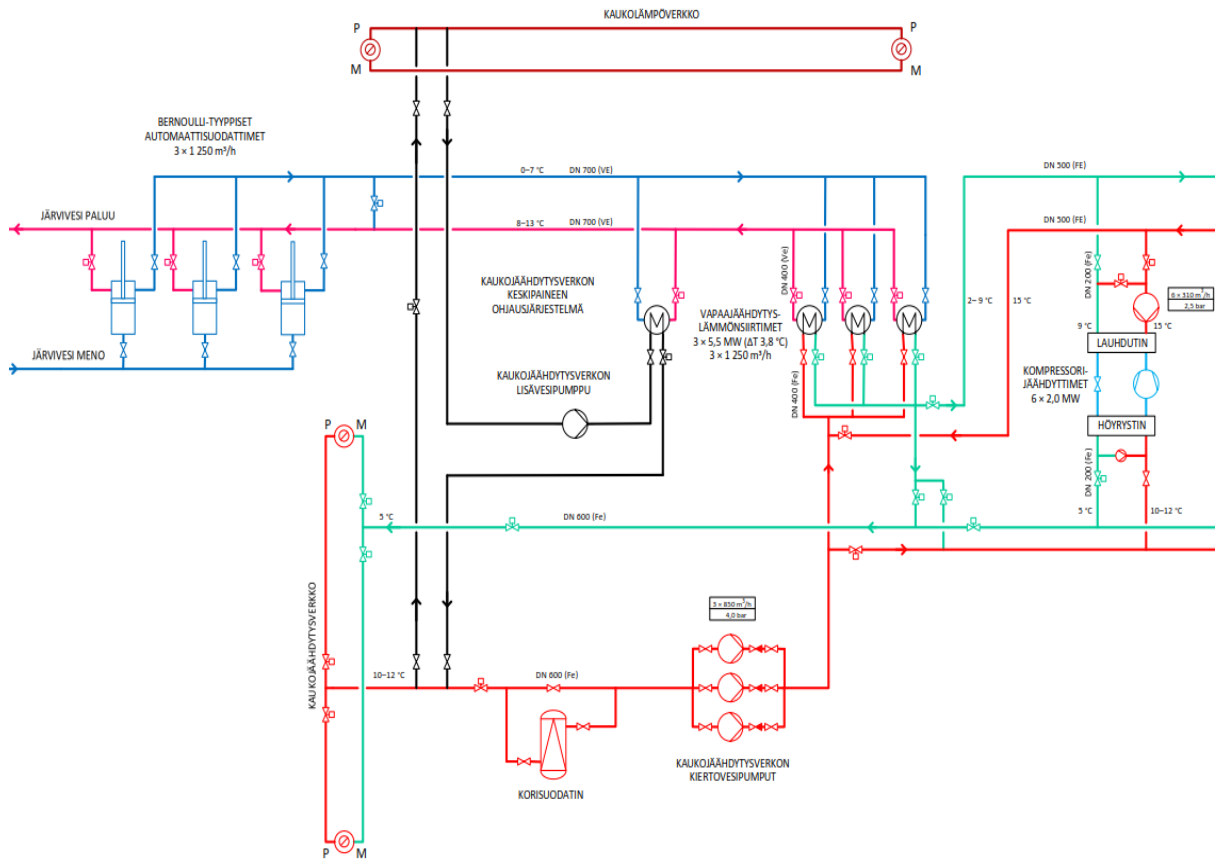 KAUKOLÄMPÖVERKKO
P
P
M
M
BERNOULLI-TYYPPISET
AUTOMAATTISUODATTIMET
3 × 1 250 m³/h
0–7 °C
DN 700 (VE)
DN 500 (FE)
JÄRVIVESI PALUU
8–13 °C
DN 700 (VE)
DN 500 (FE)
DN 400 (Ve)
KAUKOJÄÄHDYTYSVERKON
KESKIPAINEEN
OHJAUSJÄRJESTELMÄ
M
VAPAAJÄÄHDYTYS-
LÄMMÖNSIIRTIMET
3 × 5,5 MW (ΔT 3,8 °C)
3 × 1 250 m³/h
M
M
M
2– 9 °C
15 °C
DN 200 (Fe)
6 × 310 m³/h
2,5 bar
9 °C
15 °C
LAUHDUTIN
JÄRVIVESI MENO
KOMPRESSORI-
JÄÄHDYTTIMET
6 × 2,0 MW
KAUKOJÄÄHDYTYSVERKON
LISÄVESIPUMPPU
DN 400 (Fe)
HÖYRYSTIN
P
M
DN 200 (Fe)
5 °C
DN 600 (Fe)
5 °C
10–12 °C
KAUKOJÄÄHDYTYSVERKKO
3 × 850 m³/h
4,0 bar
10–12 °C
DN 600 (Fe)
KORISUODATIN
KAUKOJÄÄHDYTYSVERKON
KIERTOVESIPUMPUT
P
M